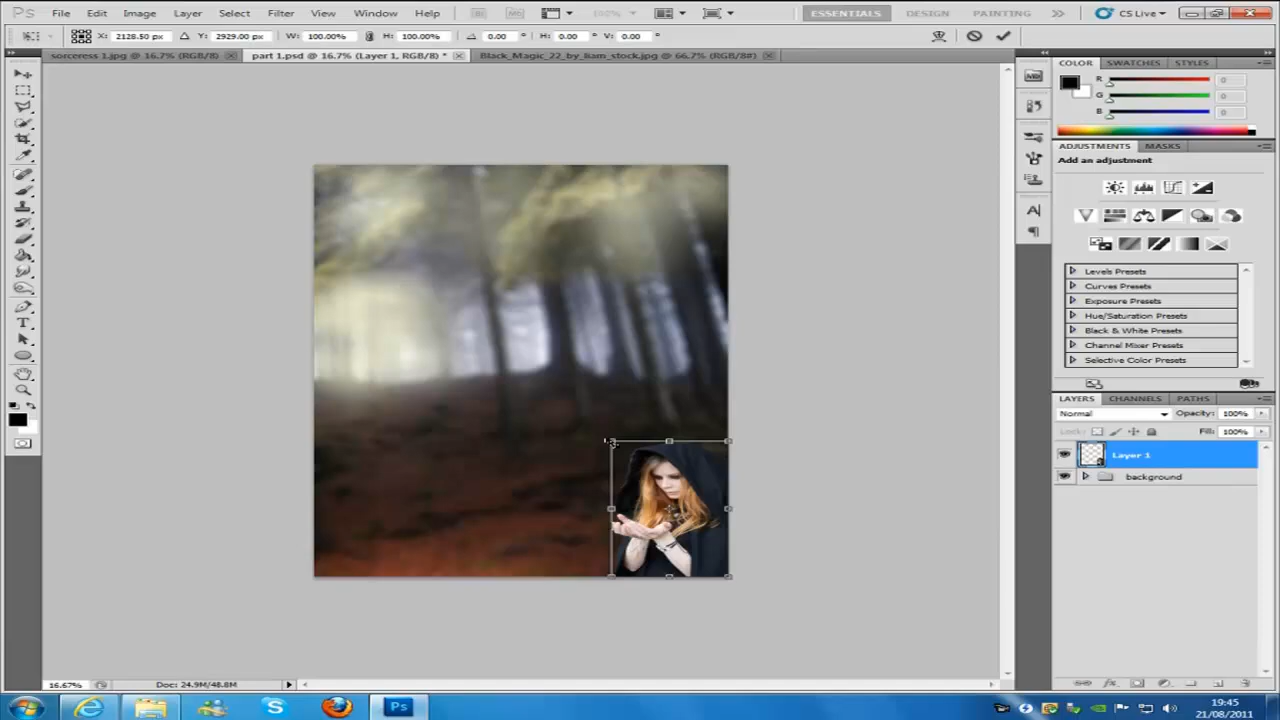 Ps File Edit Image Layer Select Filter View Window Help 100% ESSENTIALS DESIGN PAINTING CS Live
X: 2128.50 px Y: 2929.00 px W: 100.00% H: 100.00% 0.00 ° H: 0.00 ° V: 0.00 °
sorceress 1.jpg @ 16.7% (RGB/8) part 1.psd @ 16.7% (Layer 1, RGB/8) * Black_Magic_22_by_liam_stock.jpg @ 66.7% (RGB/8#)
COLOR SWATCHES STYLES
R 0
G 0
B 0
ADJUSTMENTS MASKS
Add an adjustment
Levels Presets
Curves Presets
Exposure Presets
Hue/Saturation Presets
Black & White Presets
Channel Mixer Presets
Selective Color Presets
LAYERS CHANNELS PATHS
Normal Opacity: 100%
Lock: Fill: 100%
Layer 1
background
16.67% Doc: 24.9M/48.8M
Ps 19:45
21/08/2011